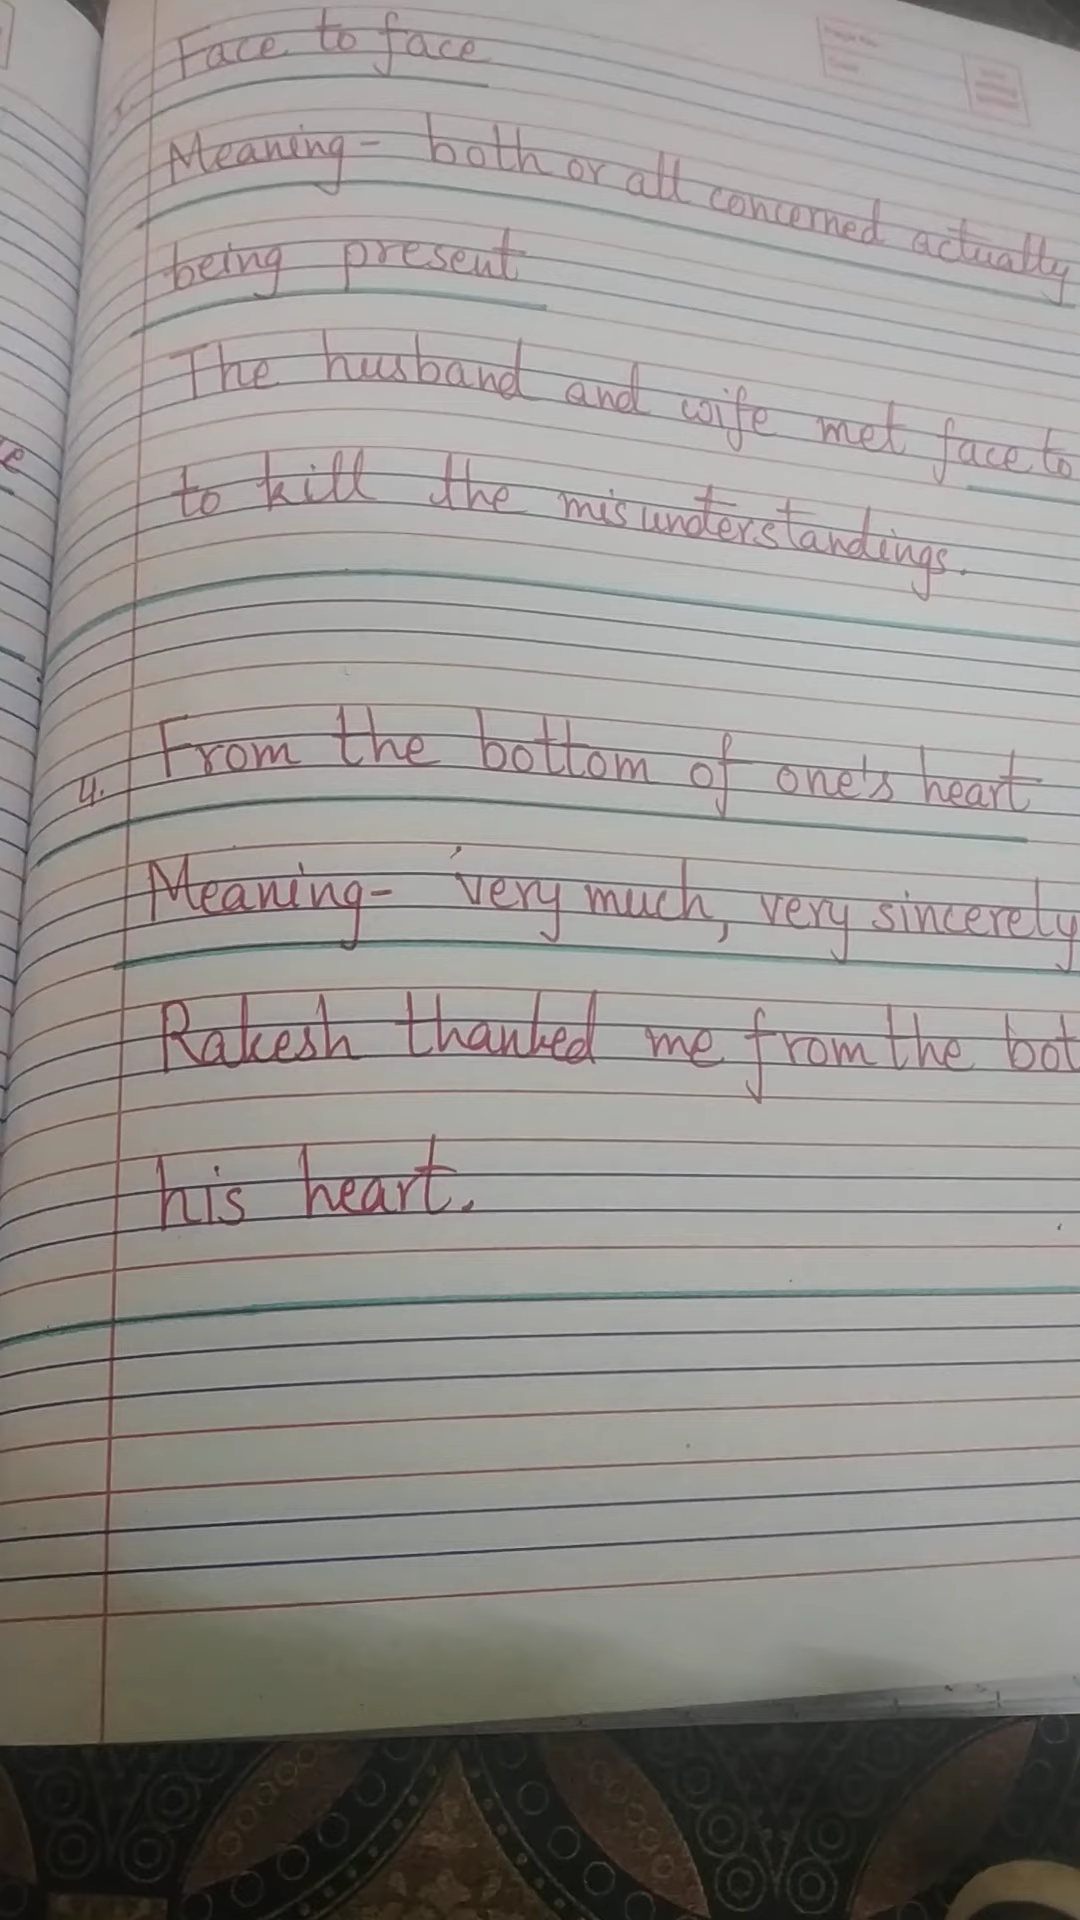 Face to face
Meaning - both or all concerned actually
being present
The husband and wife met face to
to kill the misunderstandings.
4. From the bottom of one's heart
Meaning - very much, very sincerely
Rakesh thanked me from the bot
his heart.